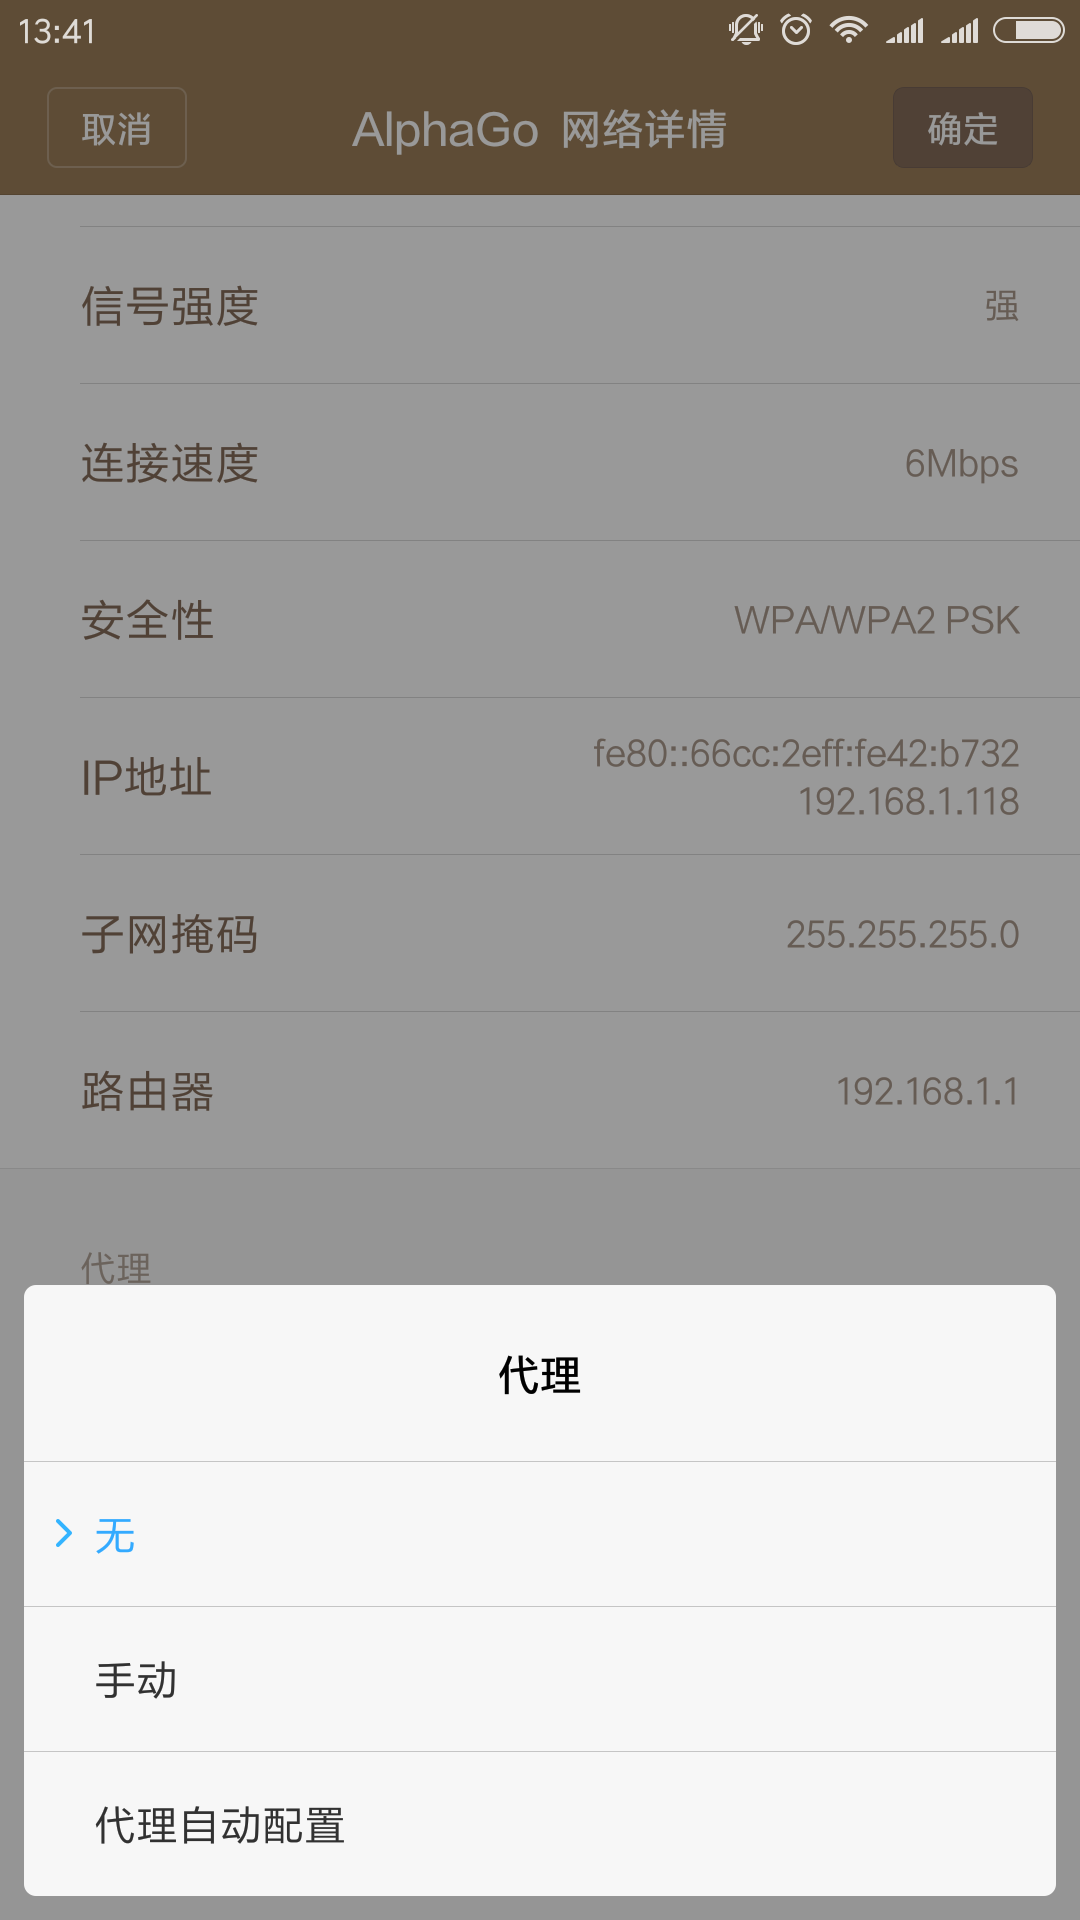 13:41
取消
AlphaGo 网络详情
确定
信号强度
强
连接速度
6Mbps
安全性
WPA/WPA2 PSK
IP地址
fe80::66cc:2eff:fe42:b732
192.168.1.118
子网掩码
255.255.255.0
路由器
192.168.1.1
代理
代理
无
手动
代理自动配置